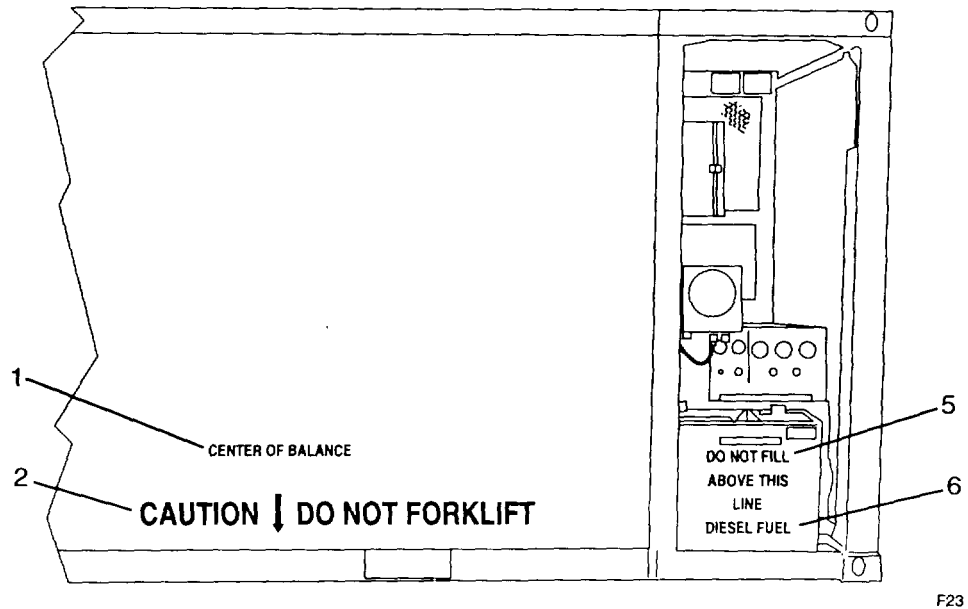 1
CENTER OF BALANCE
2
CAUTION ↓ DO NOT FORKLIFT
5
DO NOT FILL
ABOVE THIS
LINE
6
DIESEL FUEL
F23